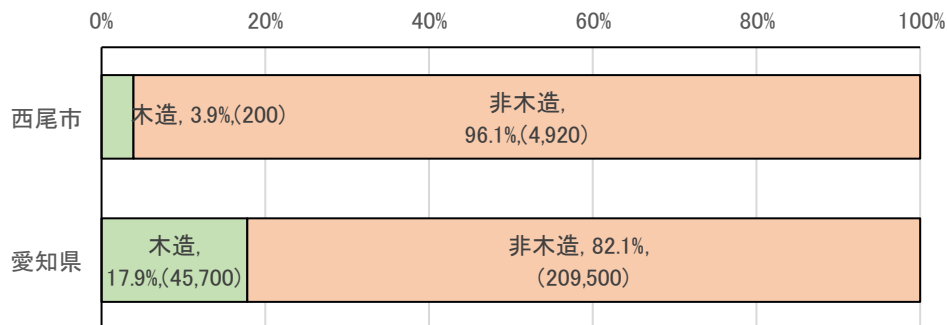 0% 20% 40% 60% 80% 100%
西尾市
木造, 3.9%,(200)
非木造,
96.1%,(4,920)
愛知県
木造,
17.9%,(45,700)
非木造, 82.1%,
(209,500)